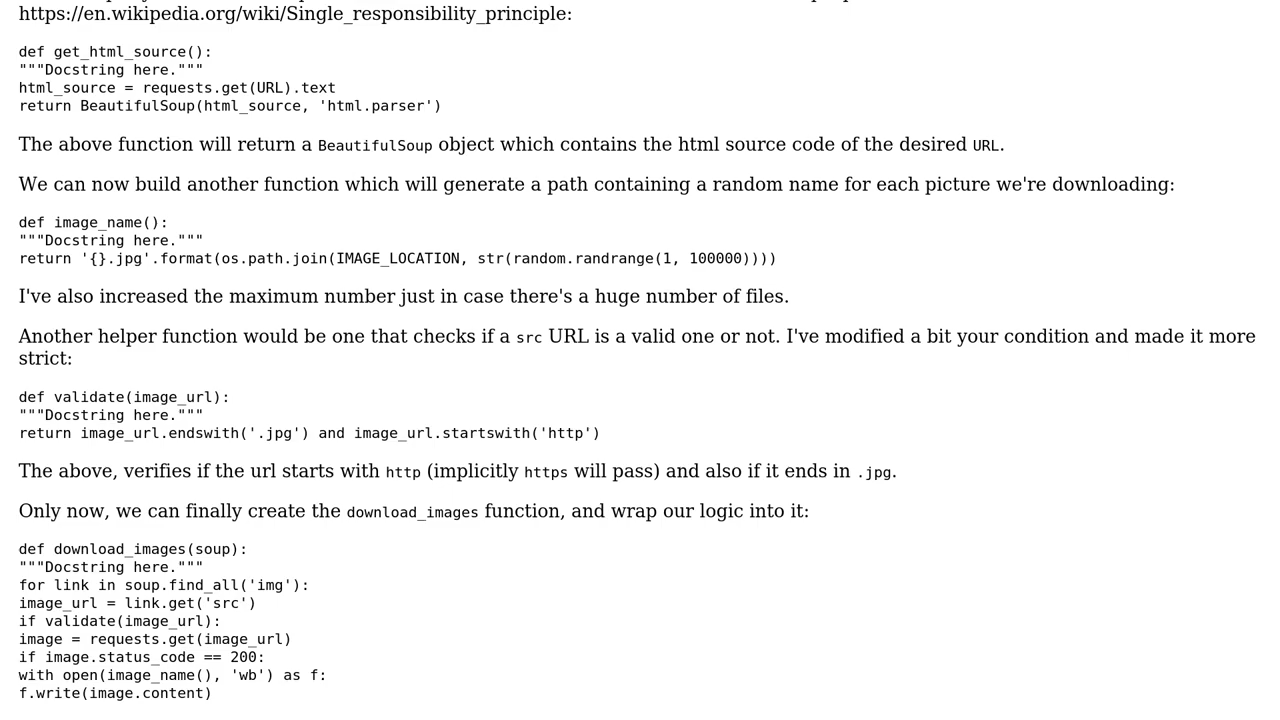 https://en.wikipedia.org/wiki/Single_responsibility_principle:
def get_html_source():
"""Docstring here."""
html_source = requests.get(URL).text
return BeautifulSoup(html_source, 'html.parser')
The above function will return a BeautifulSoup object which contains the html source code of the desired URL.
We can now build another function which will generate a path containing a random name for each picture we're downloading:
def image_name():
"""Docstring here."""
return '{}.jpg'.format(os.path.join(IMAGE_LOCATION, str(random.randrange(1, 100000))))
I've also increased the maximum number just in case there's a huge number of files.
Another helper function would be one that checks if a src URL is a valid one or not. I've modified a bit your condition and made it more
strict:
def validate(image_url):
"""Docstring here."""
return image_url.endswith('.jpg') and image_url.startswith('http')
The above, verifies if the url starts with http (implicitly https will pass) and also if it ends in .jpg.
Only now, we can finally create the download_images function, and wrap our logic into it:
def download_images(soup):
"""Docstring here."""
for link in soup.find_all('img'):
image_url = link.get('src')
if validate(image_url):
image = requests.get(image_url)
if image.status_code == 200:
with open(image_name(), 'wb') as f:
f.write(image.content)